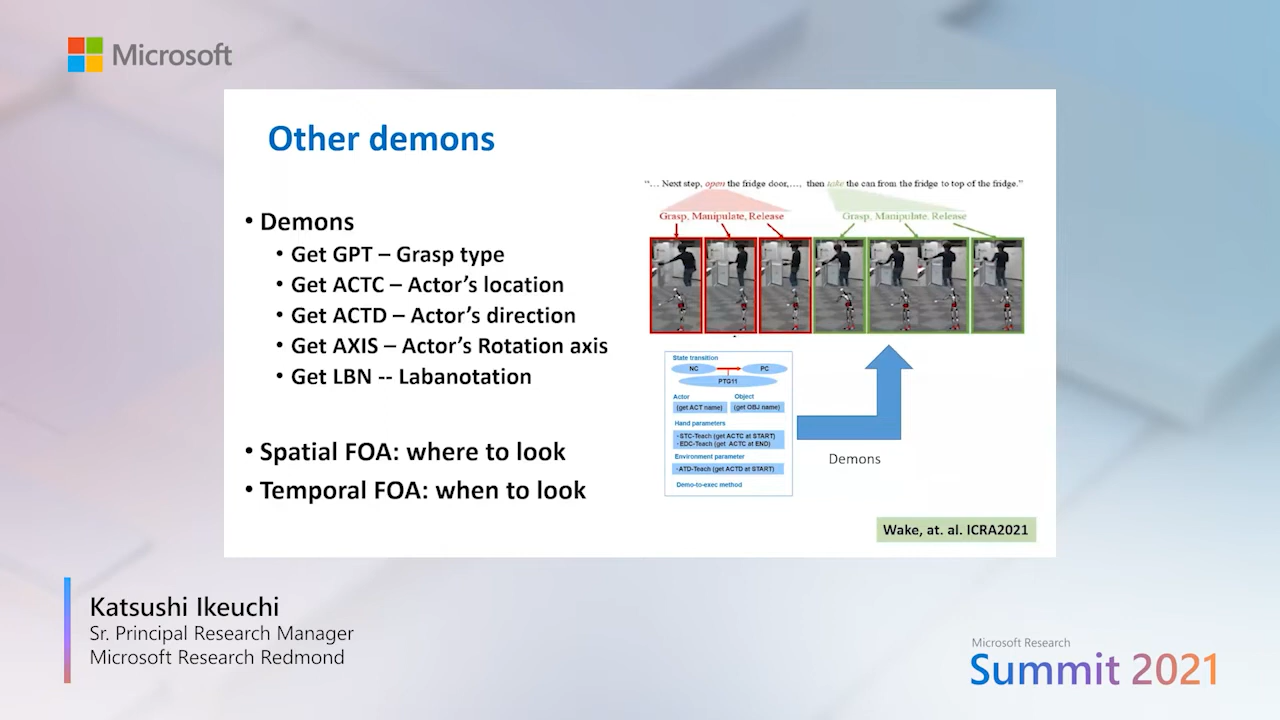 Microsoft
Other demons
• Demons
• Get GPT – Grasp type
• Get ACTC – Actor's location
• Get ACTD – Actor's direction
• Get AXIS – Actor's Rotation axis
• Get LBN -- Labanotation
• Spatial FOA: where to look
• Temporal FOA: when to look
"… Next step, open the fridge door,…, then take the can from the fridge to top of the fridge."
Grasp, Manipulate, Release
Grasp, Manipulate. Release
State transition
NC
PC
PTG11
Actor
Object
(get ACT name)
(get OBJ name)
Hand parameters
-STC-Teach (get ACTC at START)
-EDC-Teach (get ACTC at END)
Environment parameter
-ATD-Teach (get ACTD at START)
Demo-to-exec method
Demons
Wake, at. al. ICRA2021
Katsushi Ikeuchi
Sr. Principal Research Manager
Microsoft Research Redmond
Microsoft Research
Summit 2021